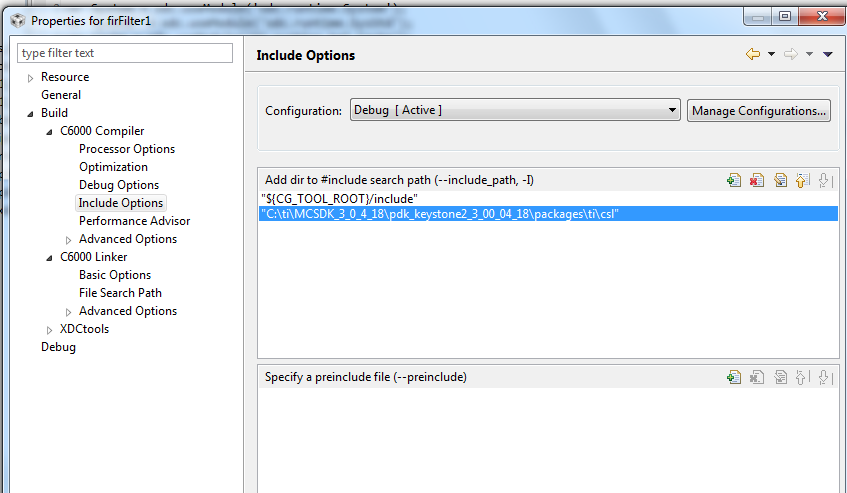 Properties for firFilter1
type filter text
Resource
General
Build
C6000 Compiler
Processor Options
Optimization
Debug Options
Include Options
Performance Advisor
Advanced Options
C6000 Linker
Basic Options
File Search Path
Advanced Options
XDCtools
Debug
Include Options
Configuration: Debug [ Active ] Manage Configurations...
Add dir to #include search path (--include_path, -I)
"${CG_TOOL_ROOT}/include"
"C:\ti\MCSDK_3_0_4_18\pdk_keystone2_3_00_04_18\packages\ti\csl"
Specify a preinclude file (--preinclude)